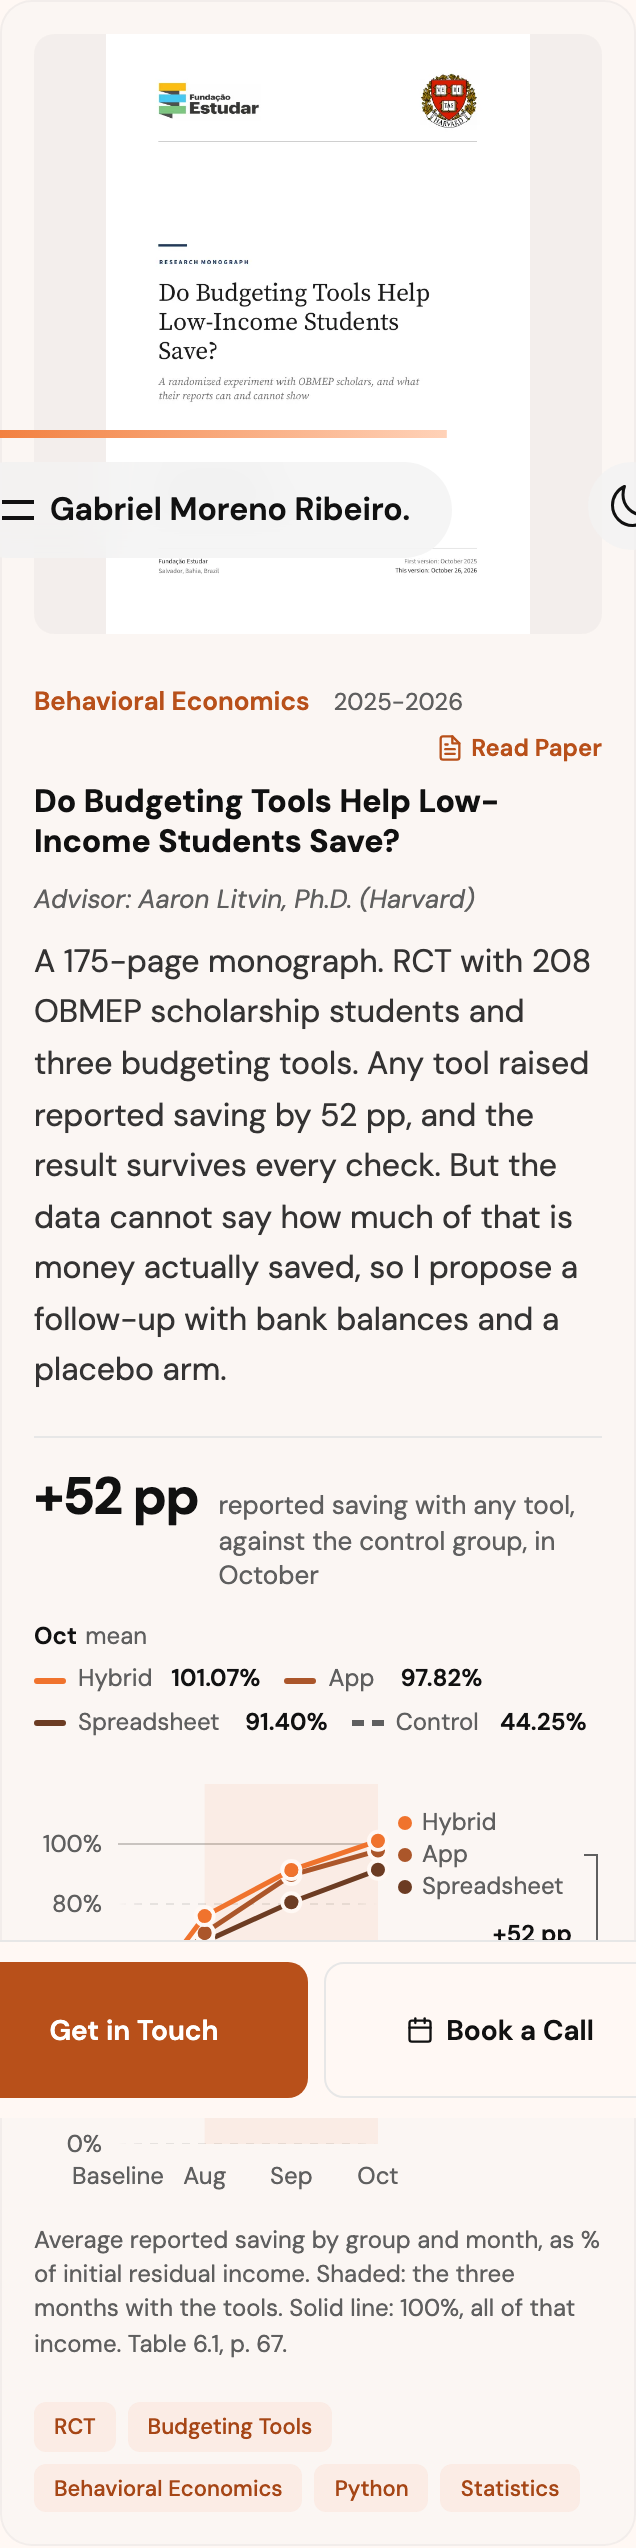 Fundação
Estudar
VE RI
TAS
HARVARD
RESEARCH MONOGRAPH
Do Budgeting Tools Help
Low-Income Students
Save?
A randomized experiment with OBMEP scholars, and what
their reports can and cannot show
Gabriel Moreno Ribeiro.
Fundação Estudar
Salvador, Bahia, Brazil
First version: October 2025
This version: October 26, 2026
Behavioral Economics 2025-2026
Read Paper
Do Budgeting Tools Help Low-
Income Students Save?
Advisor: Aaron Litvin, Ph.D. (Harvard)
A 175-page monograph. RCT with 208
OBMEP scholarship students and
three budgeting tools. Any tool raised
reported saving by 52 pp, and the
result survives every check. But the
data cannot say how much of that is
money actually saved, so I propose a
follow-up with bank balances and a
placebo arm.
+52 pp reported saving with any tool,
against the control group, in
October
Oct mean
Hybrid 101.07% App 97.82%
Spreadsheet 91.40% Control 44.25%
100%
80%
Hybrid
App
Spreadsheet
+52 pp
Get in Touch
Book a Call
0%
Baseline Aug Sep Oct
Average reported saving by group and month, as %
of initial residual income. Shaded: the three
months with the tools. Solid line: 100%, all of that
income. Table 6.1, p. 67.
RCT Budgeting Tools
Behavioral Economics Python Statistics